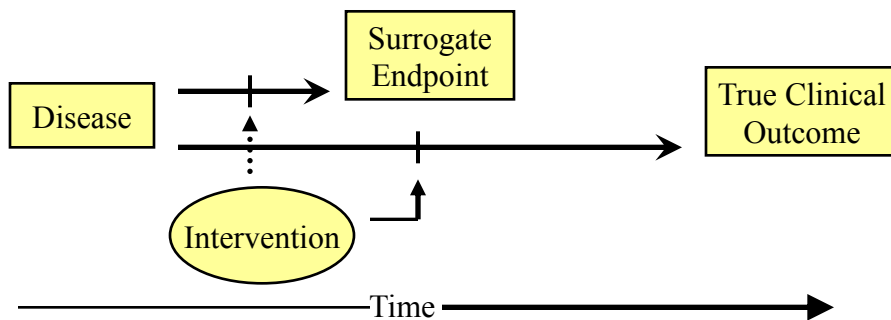 Surrogate
Endpoint
Disease
True Clinical
Outcome
Intervention
Time